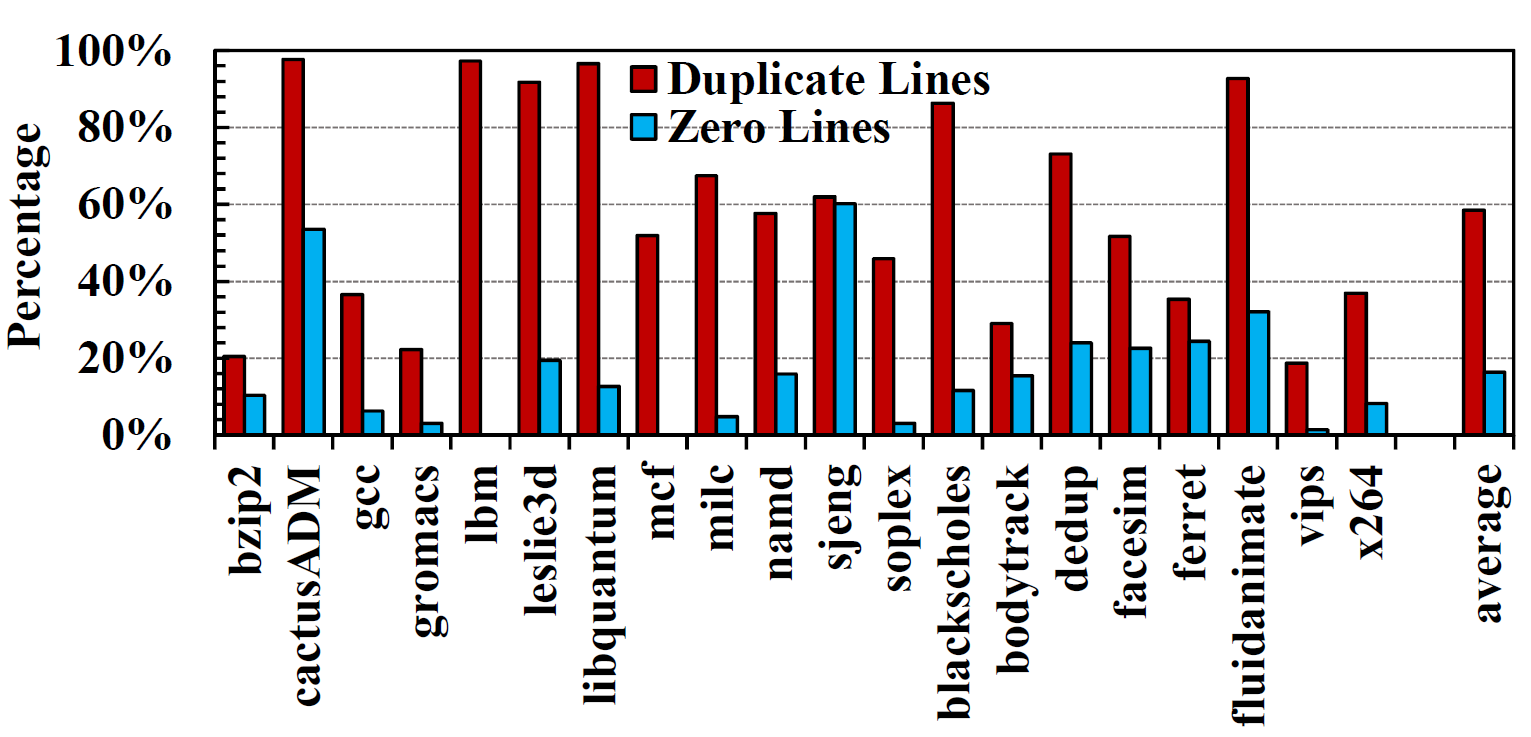 Percentage
100%
80%
60%
40%
20%
0%
Duplicate Lines
Zero Lines
bzip2
cactusADM
gcc
gromacs
lbm
leslie3d
libquantum
mcf
milc
namd
sjeng
soplex
blackscholes
bodytrack
dedup
facesim
ferret
fluidanimate
vips
x264
average